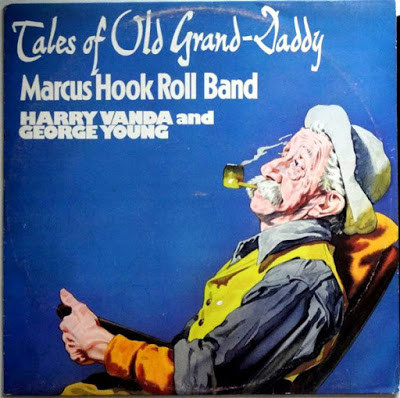 Tales of Old Grand-Daddy
Marcus Hook Roll Band
HARRY VANDA and
GEORGE YOUNG